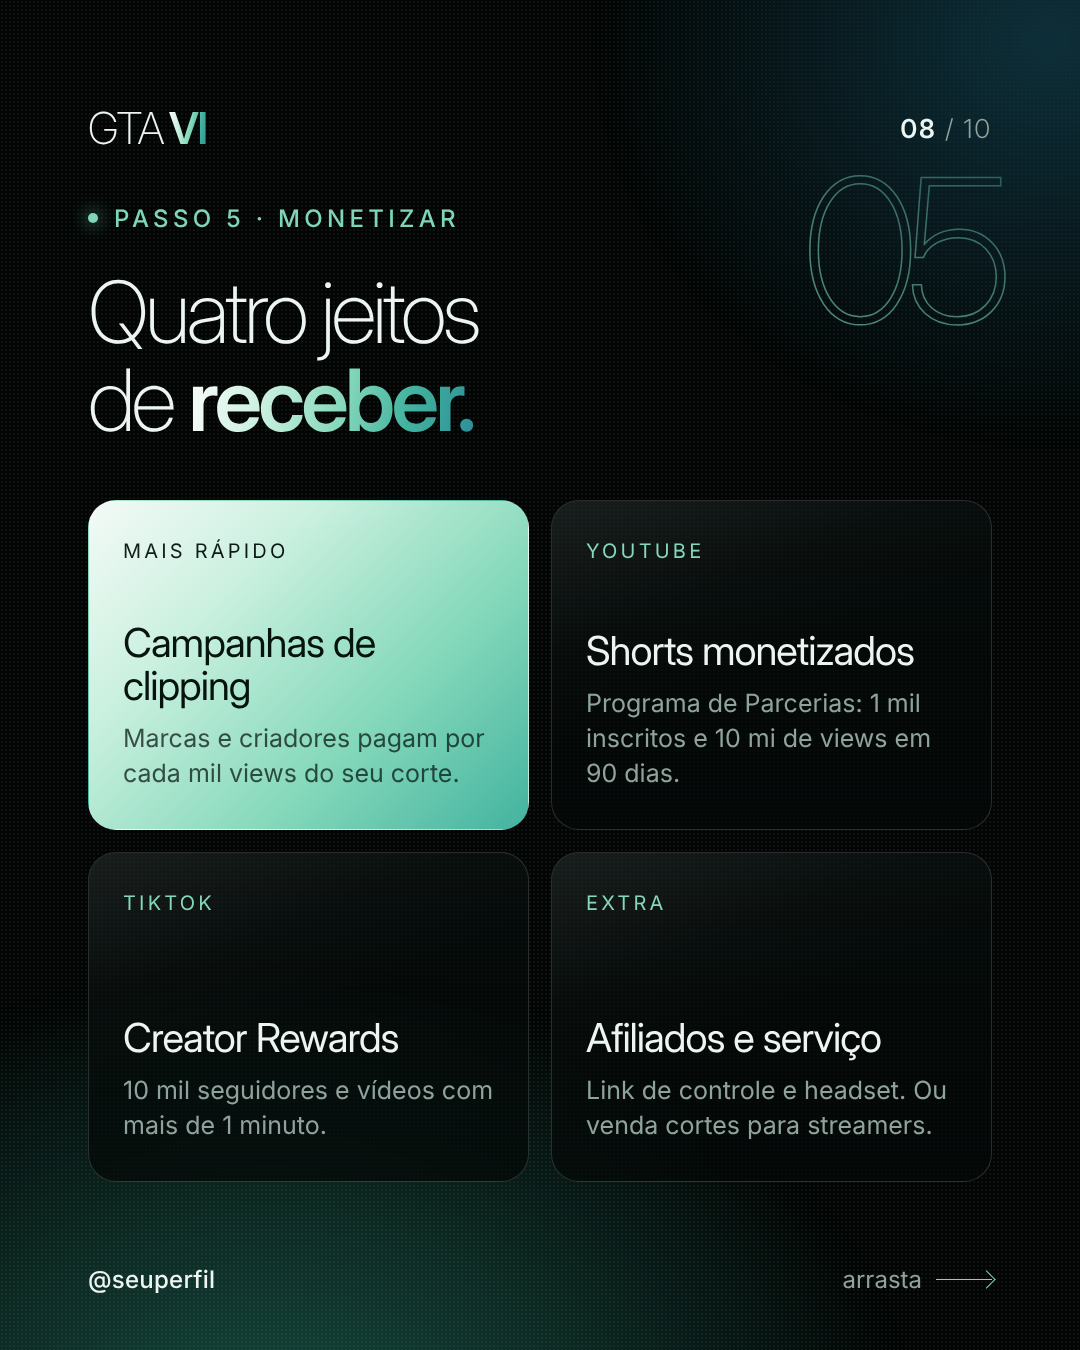 GTA VI
08 / 10
05
PASSO 5 · MONETIZAR
Quatro jeitos
de receber.
MAIS RÁPIDO
Campanhas de
clipping
Marcas e criadores pagam por
cada mil views do seu corte.
YOUTUBE
Shorts monetizados
Programa de Parcerias: 1 mil
inscritos e 10 mi de views em
90 dias.
TIKTOK
Creator Rewards
10 mil seguidores e vídeos com
mais de 1 minuto.
EXTRA
Afiliados e serviço
Link de controle e headset. Ou
venda cortes para streamers.
@seuperfil
arrasta